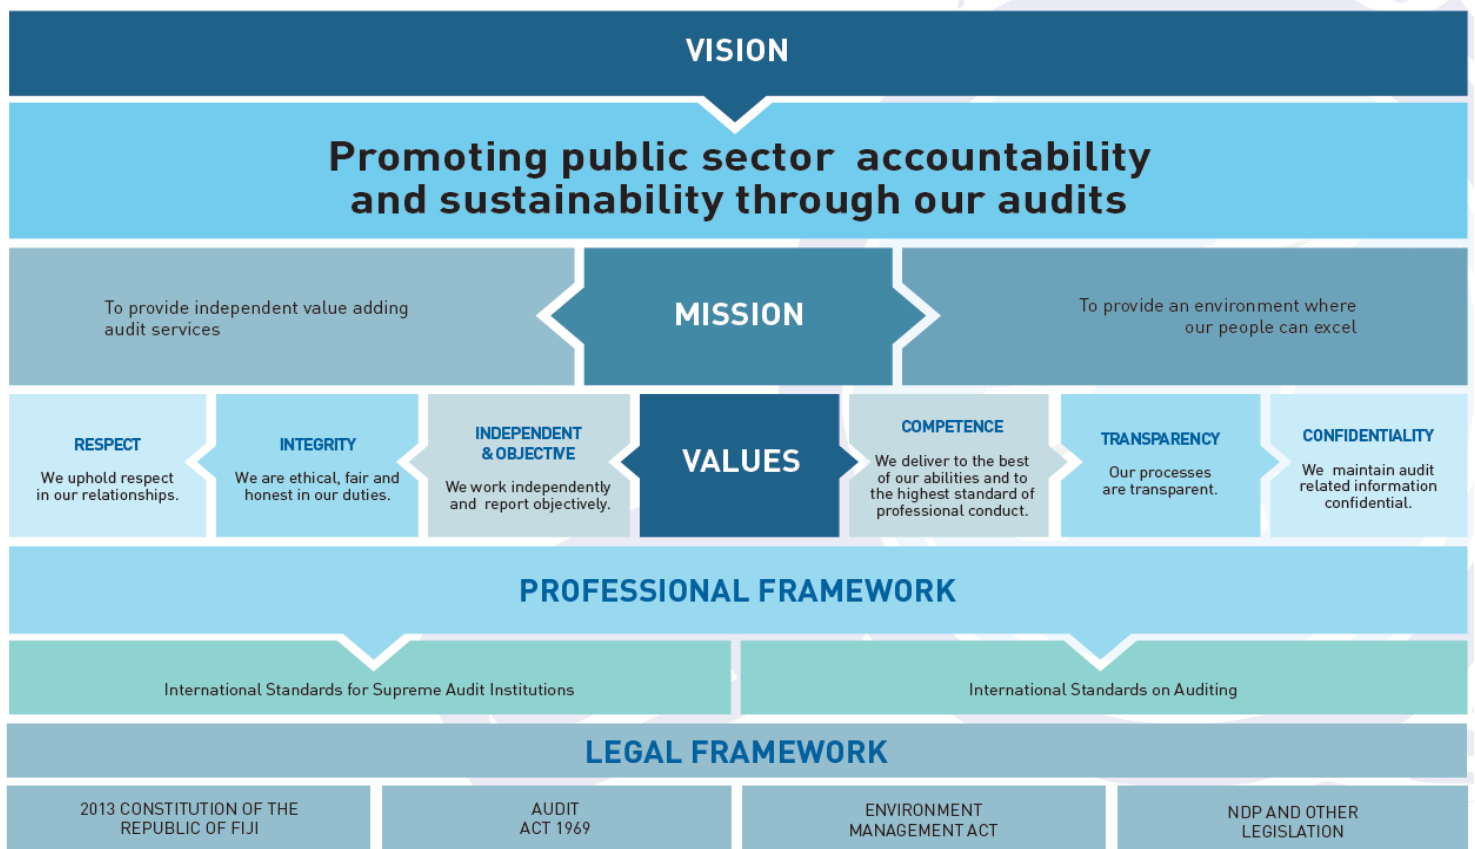 VISION
Promoting public sector accountability
and sustainability through our audits
To provide independent value adding
audit services
MISSION
To provide an environment where
our people can excel
RESPECT
We uphold respect
in our relationships.
INTEGRITY
We are ethical, fair and
honest in our duties.
INDEPENDENT
& OBJECTIVE
We work independently
and report objectively.
VALUES
COMPETENCE
We deliver to the best
of our abilities and to
the highest standard of
professional conduct.
TRANSPARENCY
Our processes
are transparent.
CONFIDENTIALITY
We maintain audit
related information
confidential.
PROFESSIONAL FRAMEWORK
International Standards for Supreme Audit Institutions
International Standards on Auditing
LEGAL FRAMEWORK
2013 CONSTITUTION OF THE
REPUBLIC OF FIJI
AUDIT
ACT 1969
ENVIRONMENT
MANAGEMENT ACT
NDP AND OTHER
LEGISLATION